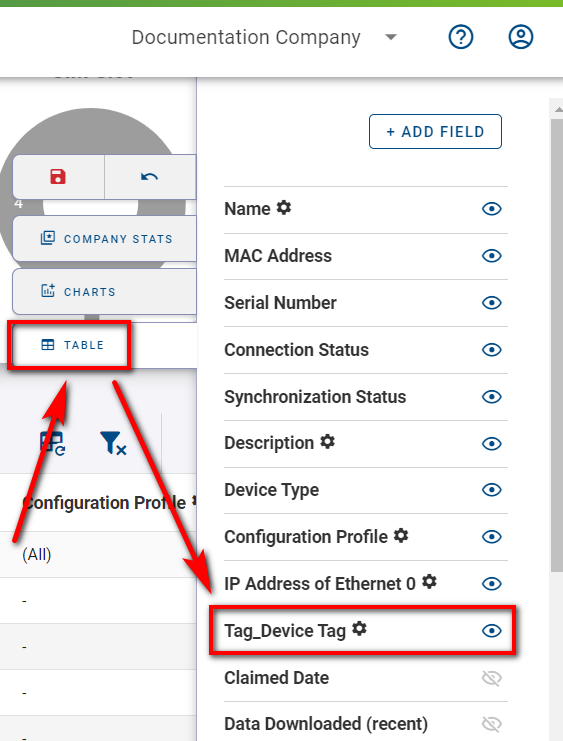 Documentation Company
+ ADD FIELD
4
COMPANY STATS
CHARTS
TABLE
Configuration Profile
(All)
-
-
-
-
Name
MAC Address
Serial Number
Connection Status
Synchronization Status
Description
Device Type
Configuration Profile
IP Address of Ethernet 0
Tag_Device Tag
Claimed Date
Data Downloaded (recent)